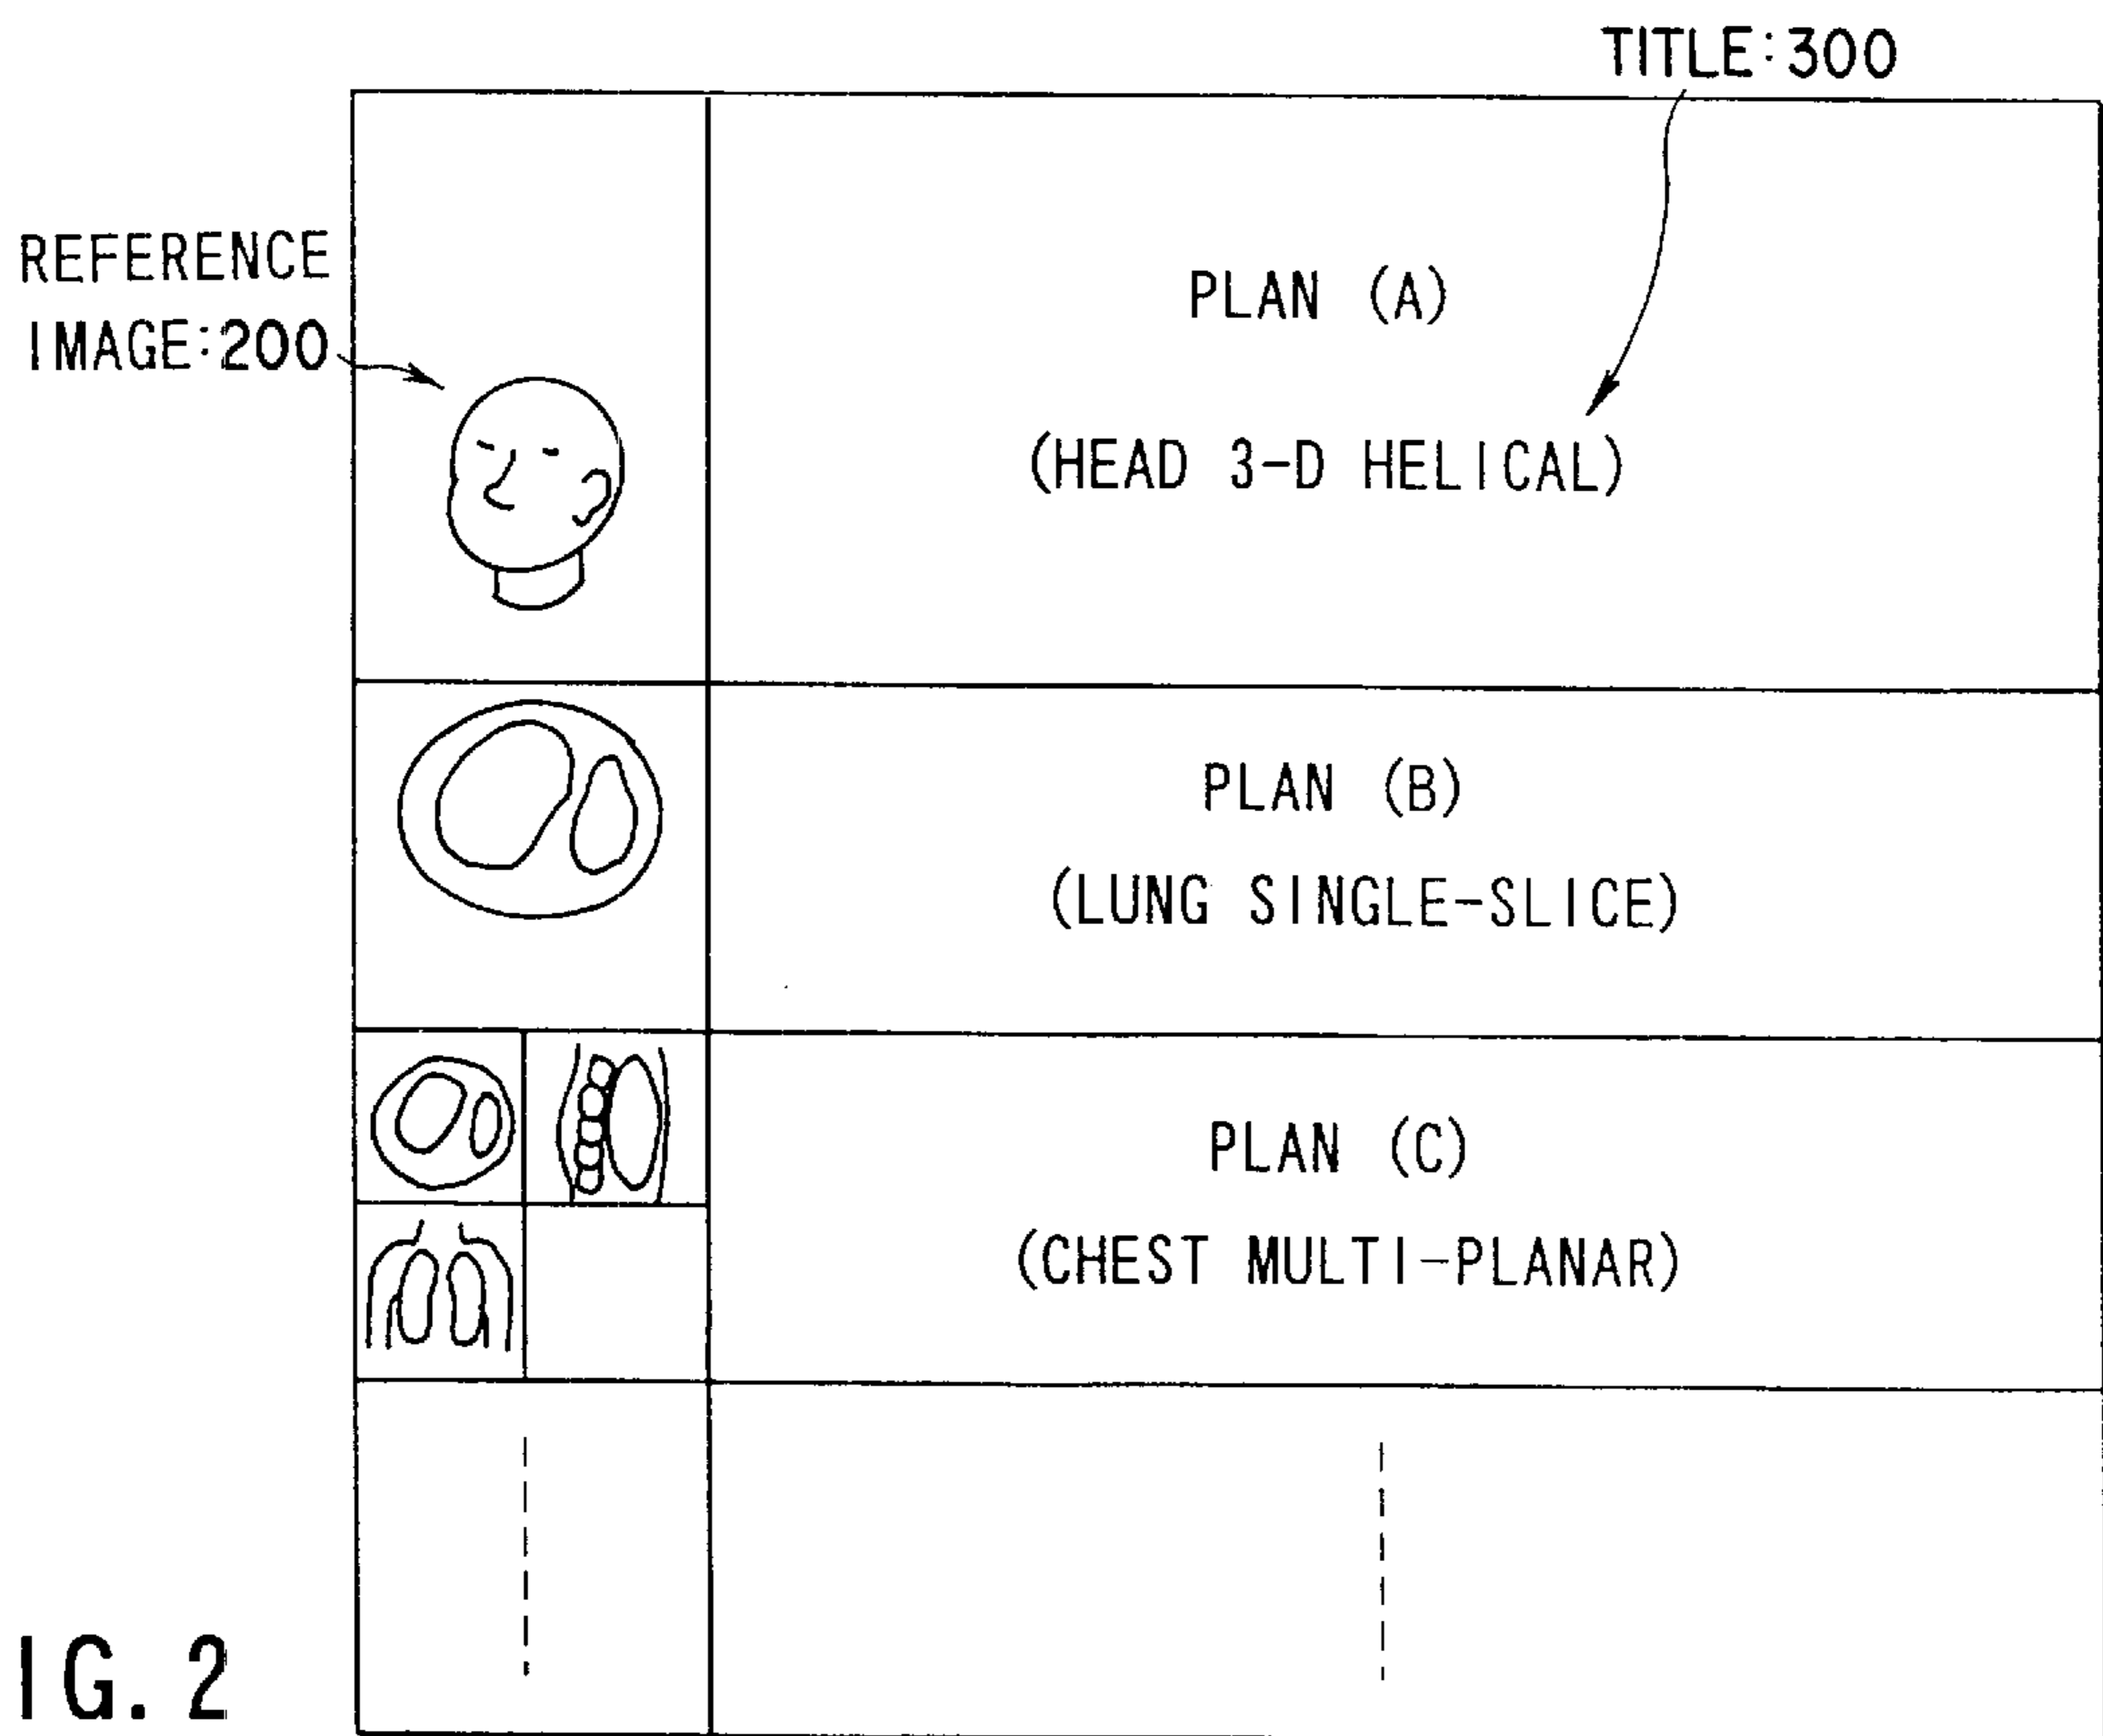 TITLE:300
REFERENCE
IMAGE:200
PLAN (A)
(HEAD 3-D HELICAL)
PLAN (B)
(LUNG SINGLE-SLICE)
PLAN (C)
(CHEST MULTI-PLANAR)
IG. 2